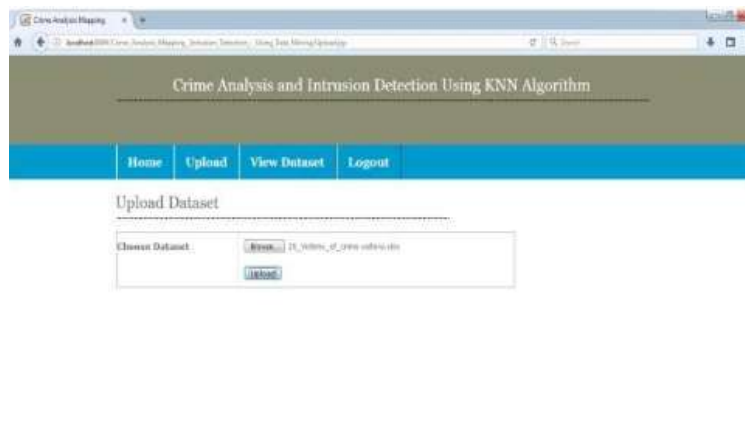 Crime Analysis Mapping
Search
Crime Analysis and Intrusion Detection Using KNN Algorithm
Home Upload View Dataset Logout
Upload Dataset
Choose Dataset
Browse...
Upload